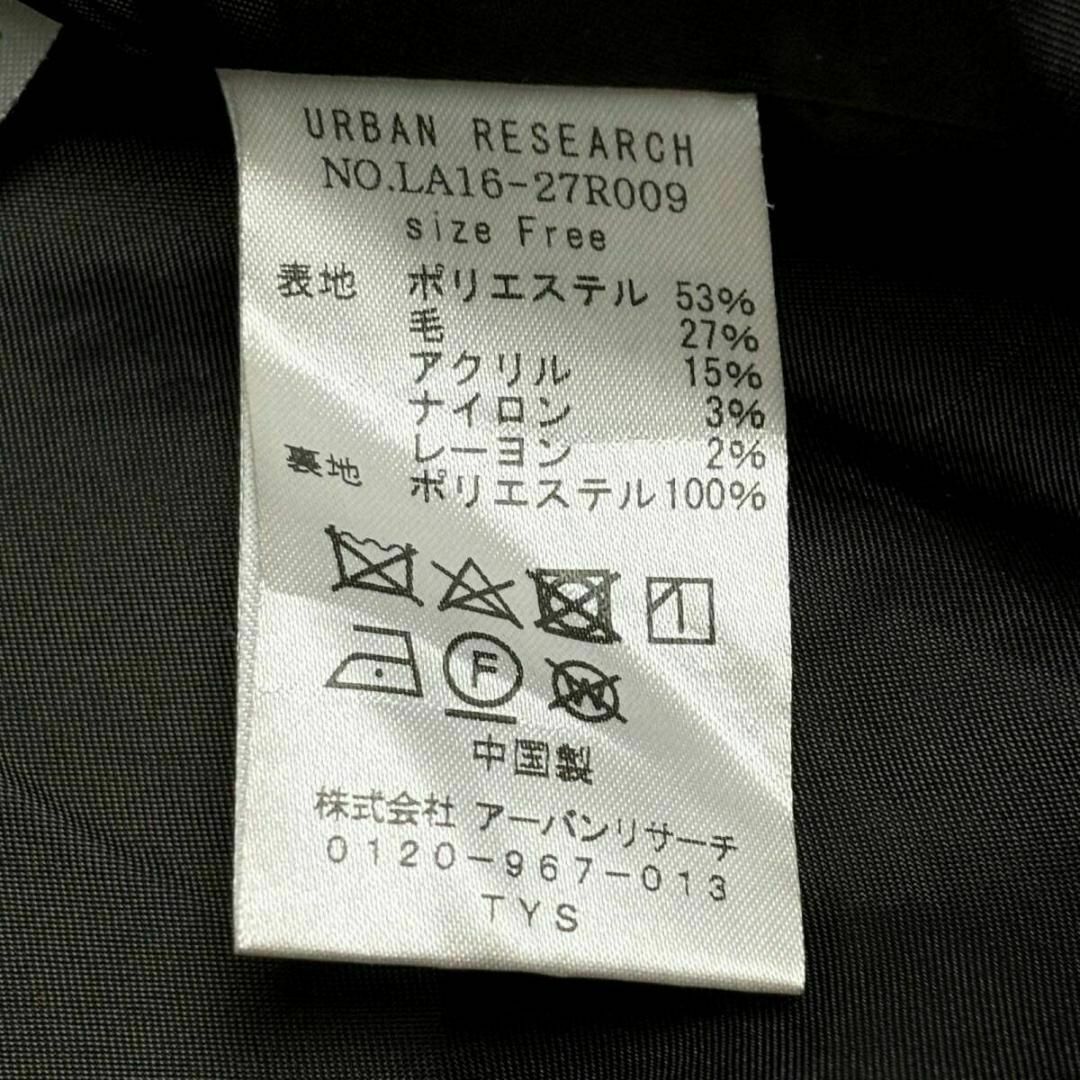 URBAN RESEARCH
NO.LA16-27R009
size Free
表地 ポリエステル 53%
毛 27%
アクリル 15%
ナイロン 3%
レーヨン 2%
裏地 ポリエステル100%
F W
中国製
株式会社 アーバンリサーチ
0120-967-013
TYS